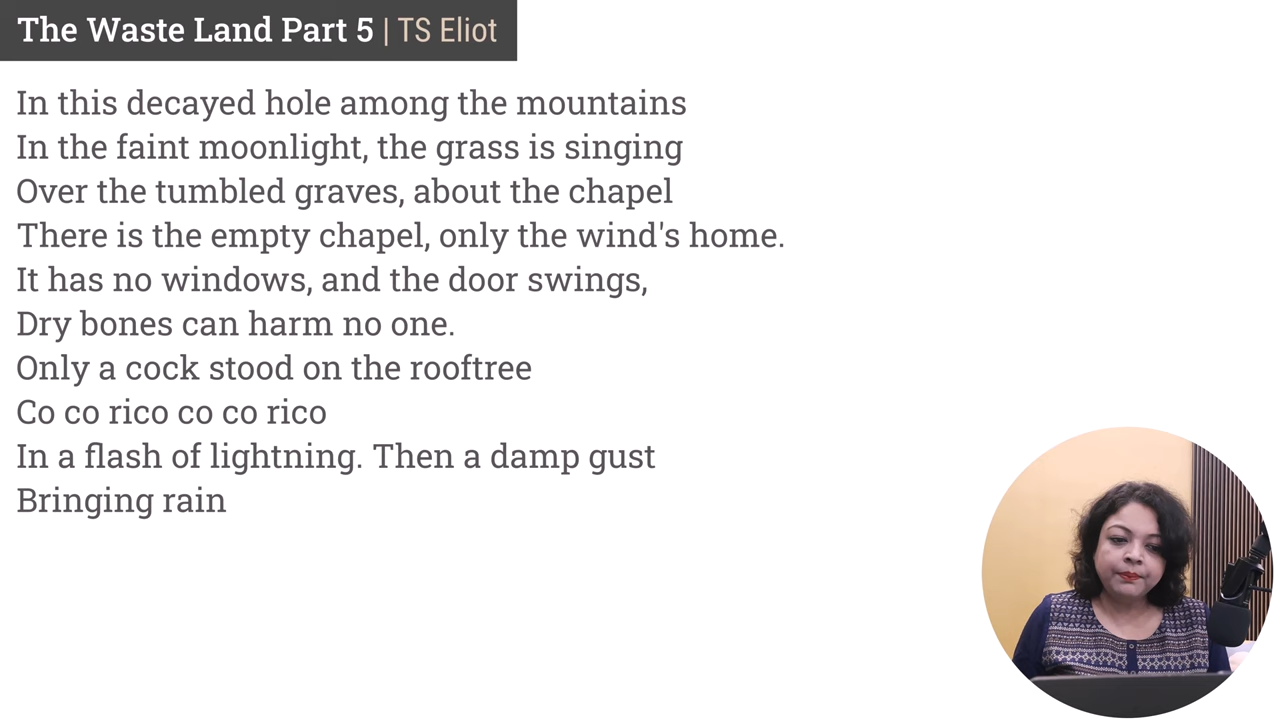 The Waste Land Part 5 | TS Eliot
In this decayed hole among the mountains
In the faint moonlight, the grass is singing
Over the tumbled graves, about the chapel
There is the empty chapel, only the wind's home.
It has no windows, and the door swings,
Dry bones can harm no one.
Only a cock stood on the rooftree
Co co rico co co rico
In a flash of lightning. Then a damp gust
Bringing rain